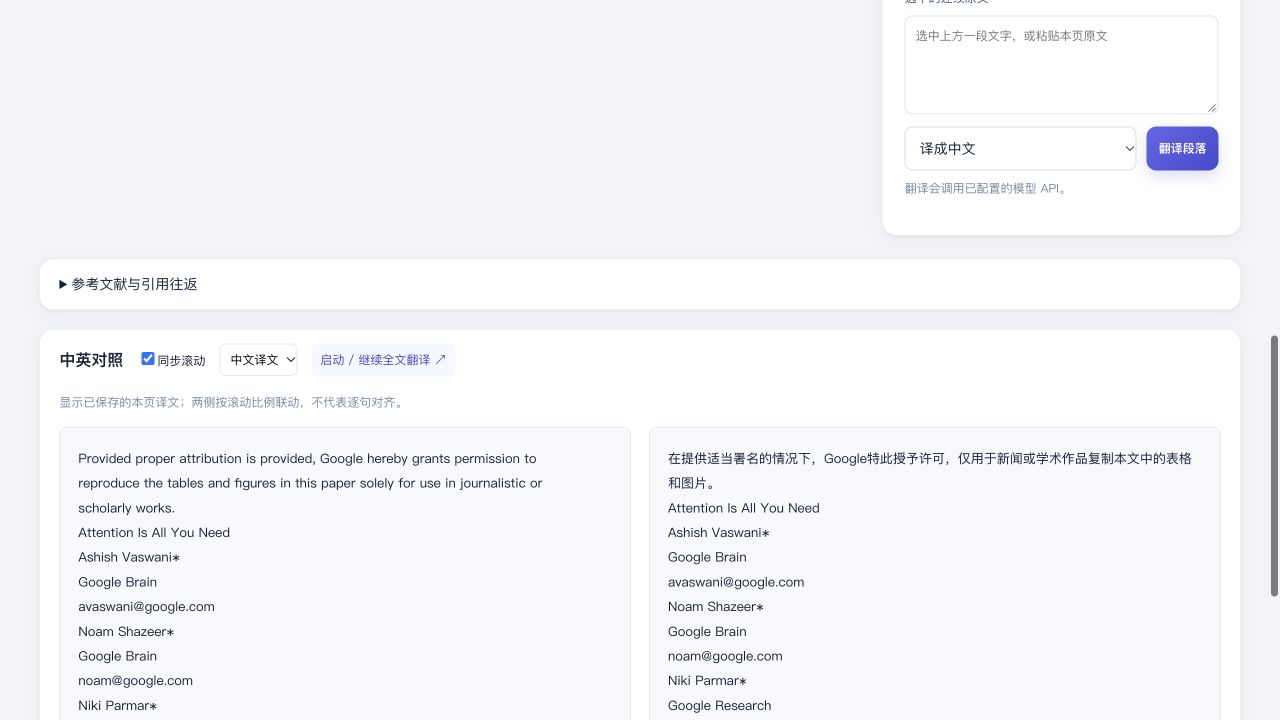 选中上方一段文字，或粘贴本页原文
译成中文
翻译段落
翻译会调用已配置的模型 API。
▶ 参考文献与引用往返
中英对照
同步滚动
中文译文
启动 / 继续全文翻译 ↗
显示已保存的本页译文；两侧按滚动比例联动，不代表逐句对齐。
Provided proper attribution is provided, Google hereby grants permission to
reproduce the tables and figures in this paper solely for use in journalistic or
scholarly works.
Attention Is All You Need
Ashish Vaswani∗
Google Brain
avaswani@google.com
Noam Shazeer∗
Google Brain
noam@google.com
Niki Parmar∗
在提供适当署名的情况下，Google特此授予许可，仅用于新闻或学术作品复制本文中的表格
和图片。
Attention Is All You Need
Ashish Vaswani∗
Google Brain
avaswani@google.com
Noam Shazeer∗
Google Brain
noam@google.com
Niki Parmar∗
Google Research